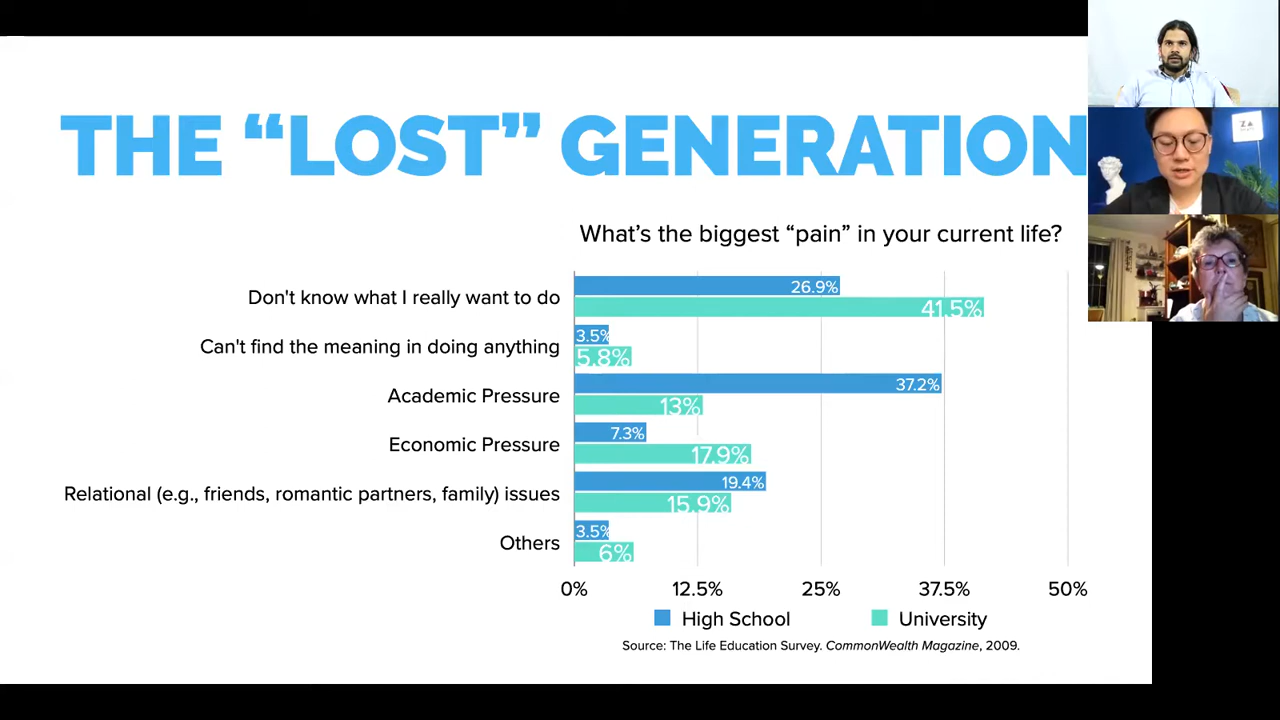 THE “LOST” GENERATION
What’s the biggest “pain” in your current life?
Don't know what I really want to do
26.9%
41.5%
Can't find the meaning in doing anything
3.5%
5.8%
Academic Pressure
37.2%
13%
Economic Pressure
7.3%
17.9%
Relational (e.g., friends, romantic partners, family) issues
19.4%
15.9%
Others
3.5%
6%
0% 12.5% 25% 37.5% 50%
High School University
Source: The Life Education Survey. CommonWealth Magazine, 2009.